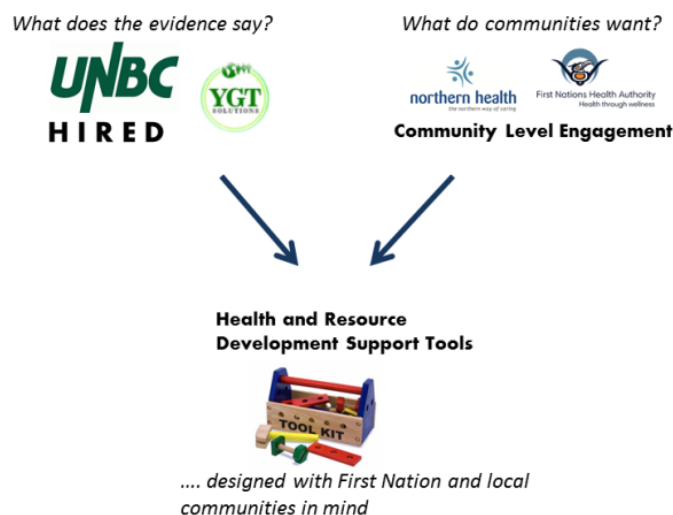 What does the evidence say?
What do communities want?
UNBC
HIRED
YGT
SOLUTIONS
northern health
the northern way of caring
First Nations Health Authority
Health through wellness
Community Level Engagement
Health and Resource
Development Support Tools
TOOL KIT
.... designed with First Nation and local
communities in mind